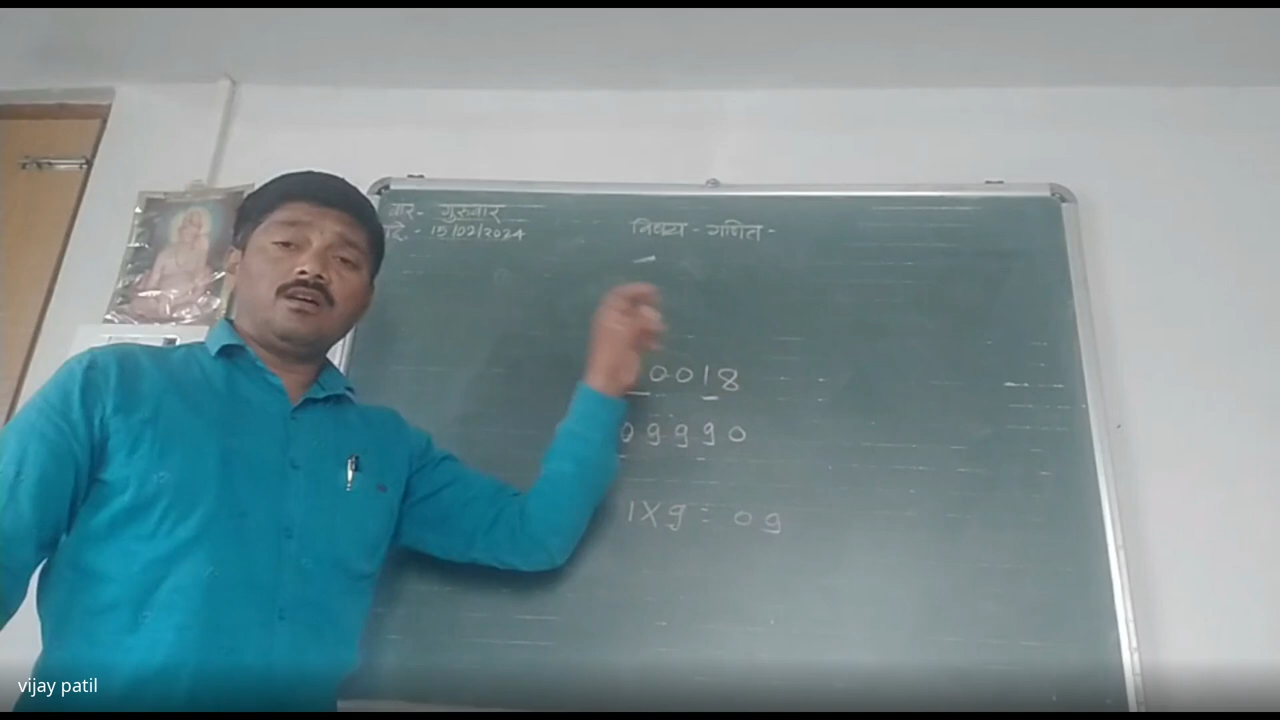 वार- गुरुवार
विषय - गणित -
दि. - 15/02/2024
0018
09990
1X9 = 09
vijay patil